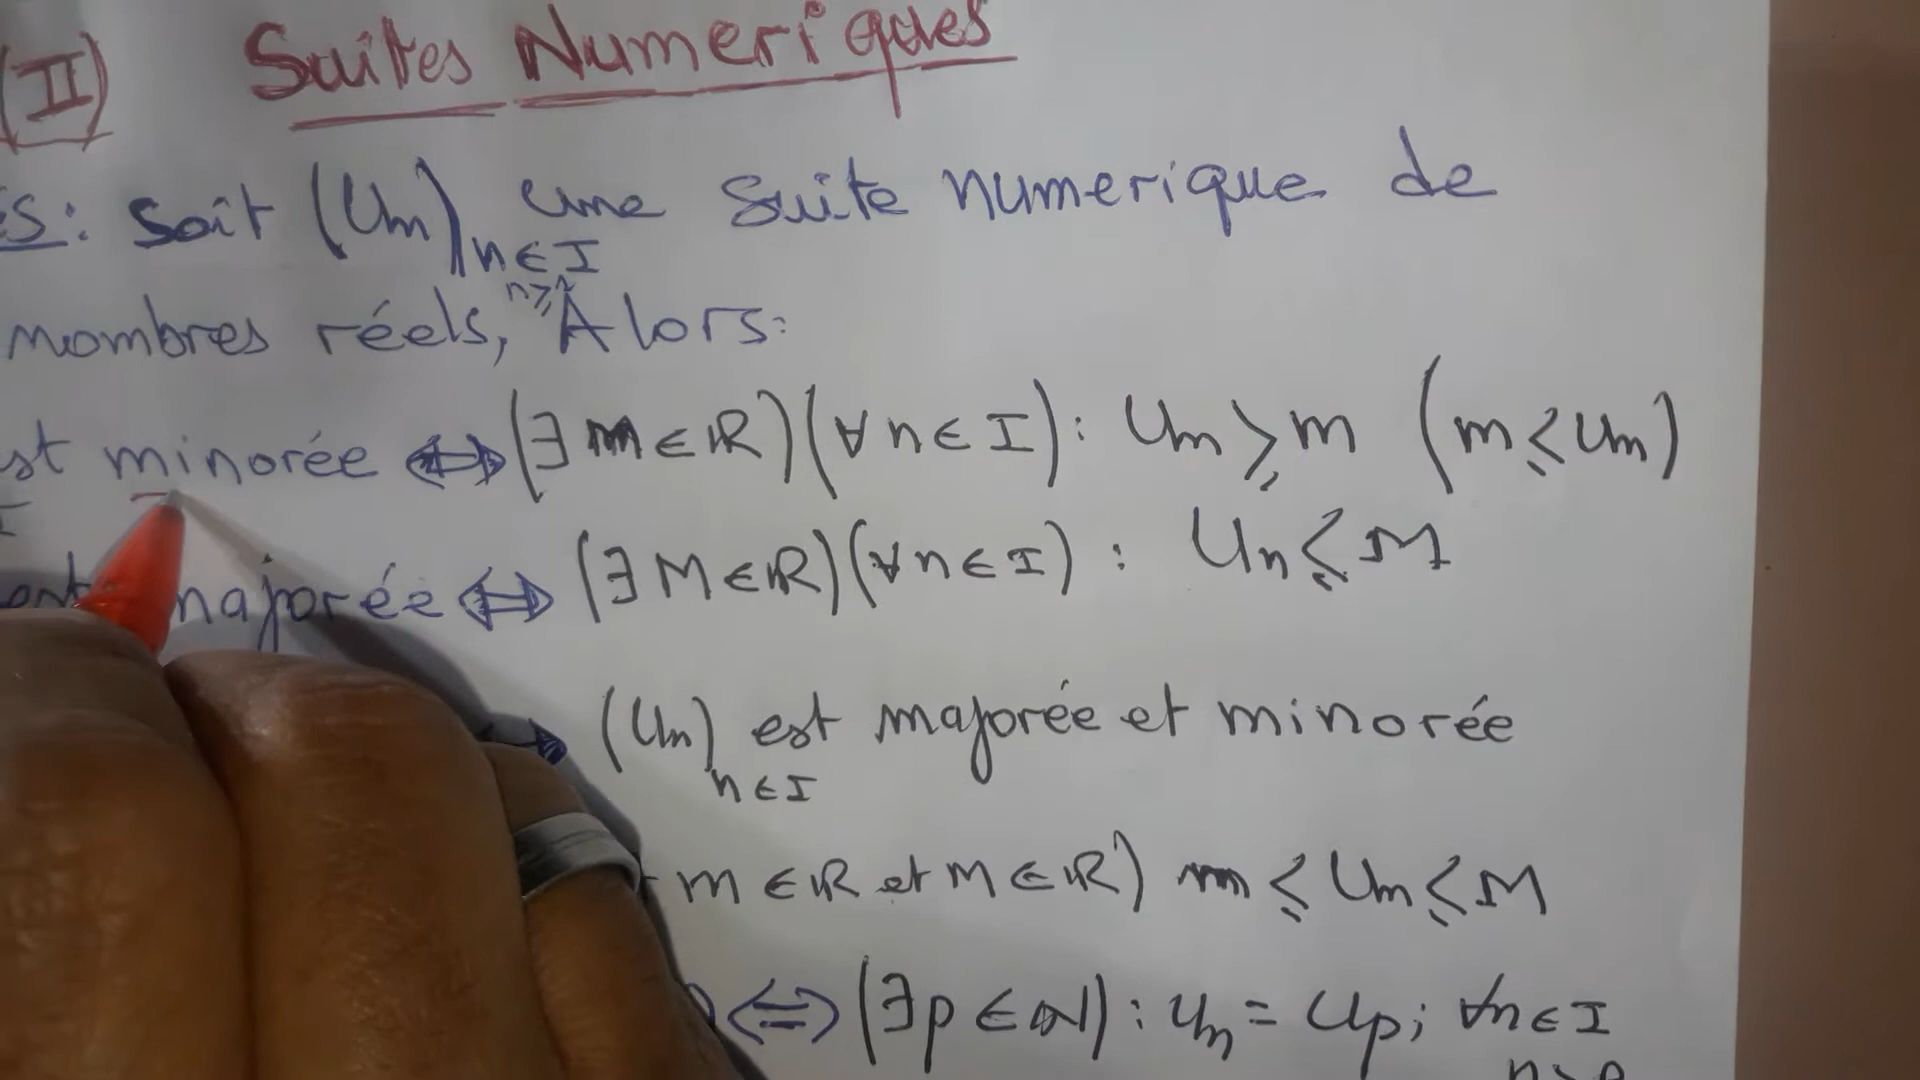 (II) Suites Numeriques
s: soit (Un)n∈I une suite numerique de
nombres réels, n≥1 Alors:
st minorée ⟺ (∃ m ∈ ℝ)(∀ n ∈ I): Un ≥ m (m ≤ Un)
I
majorée ⟺ (∃ M ∈ ℝ)(∀ n ∈ I): Un ≤ M
(Un)n∈I est majorée et minorée
m ∈ ℝ et M ∈ ℝ) m ≤ Un ≤ M
⟺ (∃ p ∈ ℕ): Un = Up; ∀n ∈ I